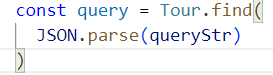 const query = Tour.find(
JSON.parse(queryStr)
)